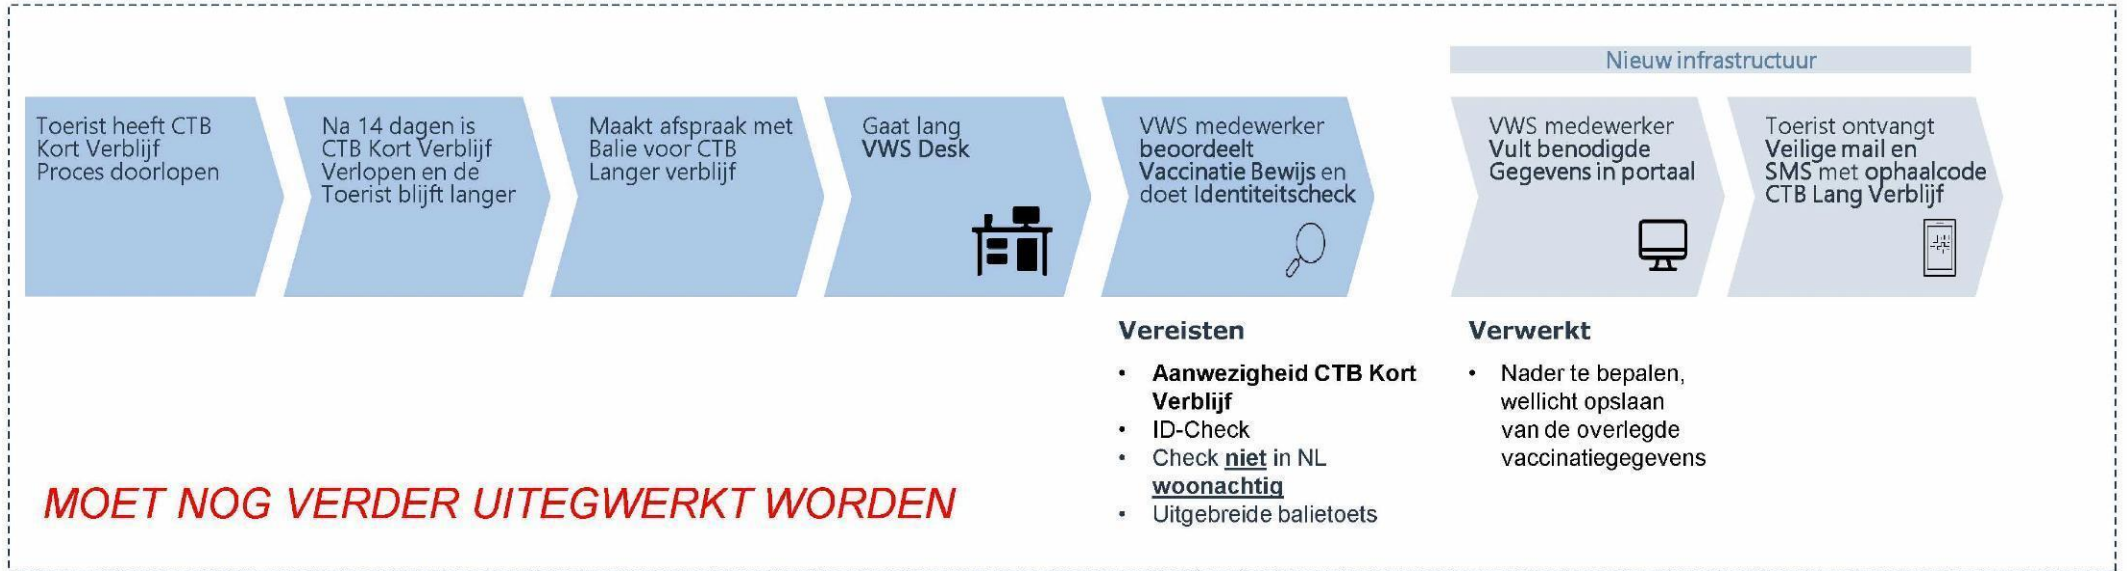 Nieuw infrastructuur
Toerist heeft CTB
Kort Verblijf
Proces doorlopen
Na 14 dagen is
CTB Kort Verblijf
Verlopen en de
Toerist blijft langer
Maakt afspraak met
Balie voor CTB
Langer verblijf
Gaat lang
VWS Desk
VWS medewerker
beoordeelt
Vaccinatie Bewijs en
doet Identiteitscheck
VWS medewerker
Vult benodigde
Gegevens in portaal
Toerist ontvangt
Veilige mail en
SMS met ophaalcode
CTB Lang Verblijf
Vereisten
• Aanwezigheid CTB Kort
Verblijf
• ID-Check
• Check niet in NL
woonachtig
• Uitgebreide balietoets
Verwerkt
• Nader te bepalen,
wellicht opslaan
van de overlegde
vaccinatiegegevens
MOET NOG VERDER UITEGWERKT WORDEN